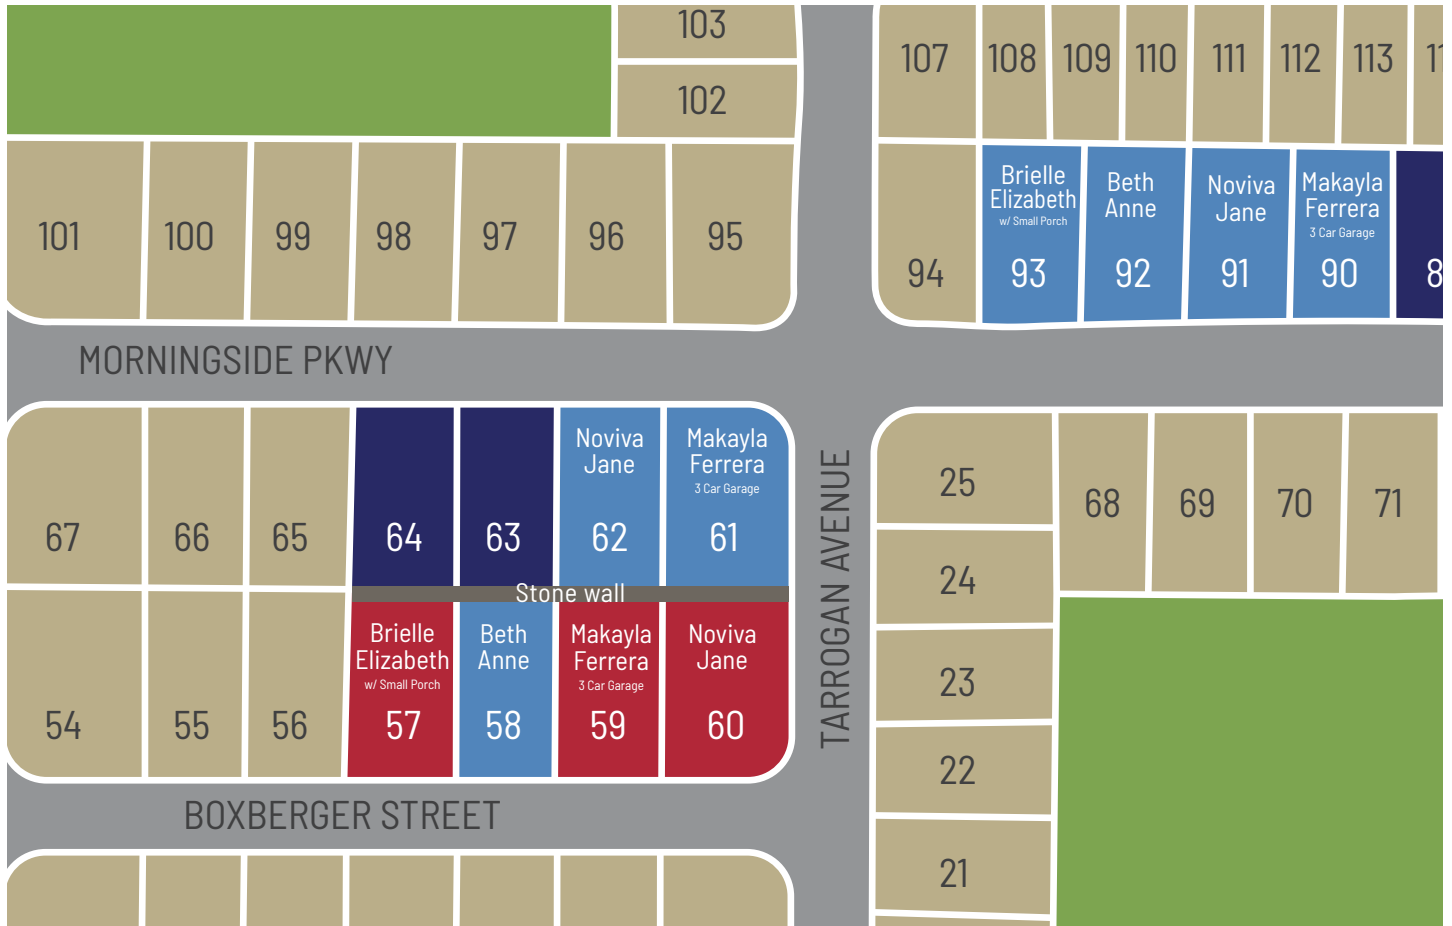 103
102
107
108
109
110
111
112
113
101
100
99
98
97
96
95
94
Brielle
Elizabeth
w/ Small Porch
93
Beth
Anne
92
Noviva
Jane
91
Makayla
Ferrera
3 Car Garage
90
MORNINGSIDE PKWY
67
66
65
64
63
Noviva
Jane
62
Makayla
Ferrera
3 Car Garage
61
Stone wall
54
55
56
Brielle
Elizabeth
w/ Small Porch
57
Beth
Anne
58
Makayla
Ferrera
3 Car Garage
59
Noviva
Jane
60
TARROGAN AVENUE
25
24
23
22
21
68
69
70
71
BOXBERGER STREET